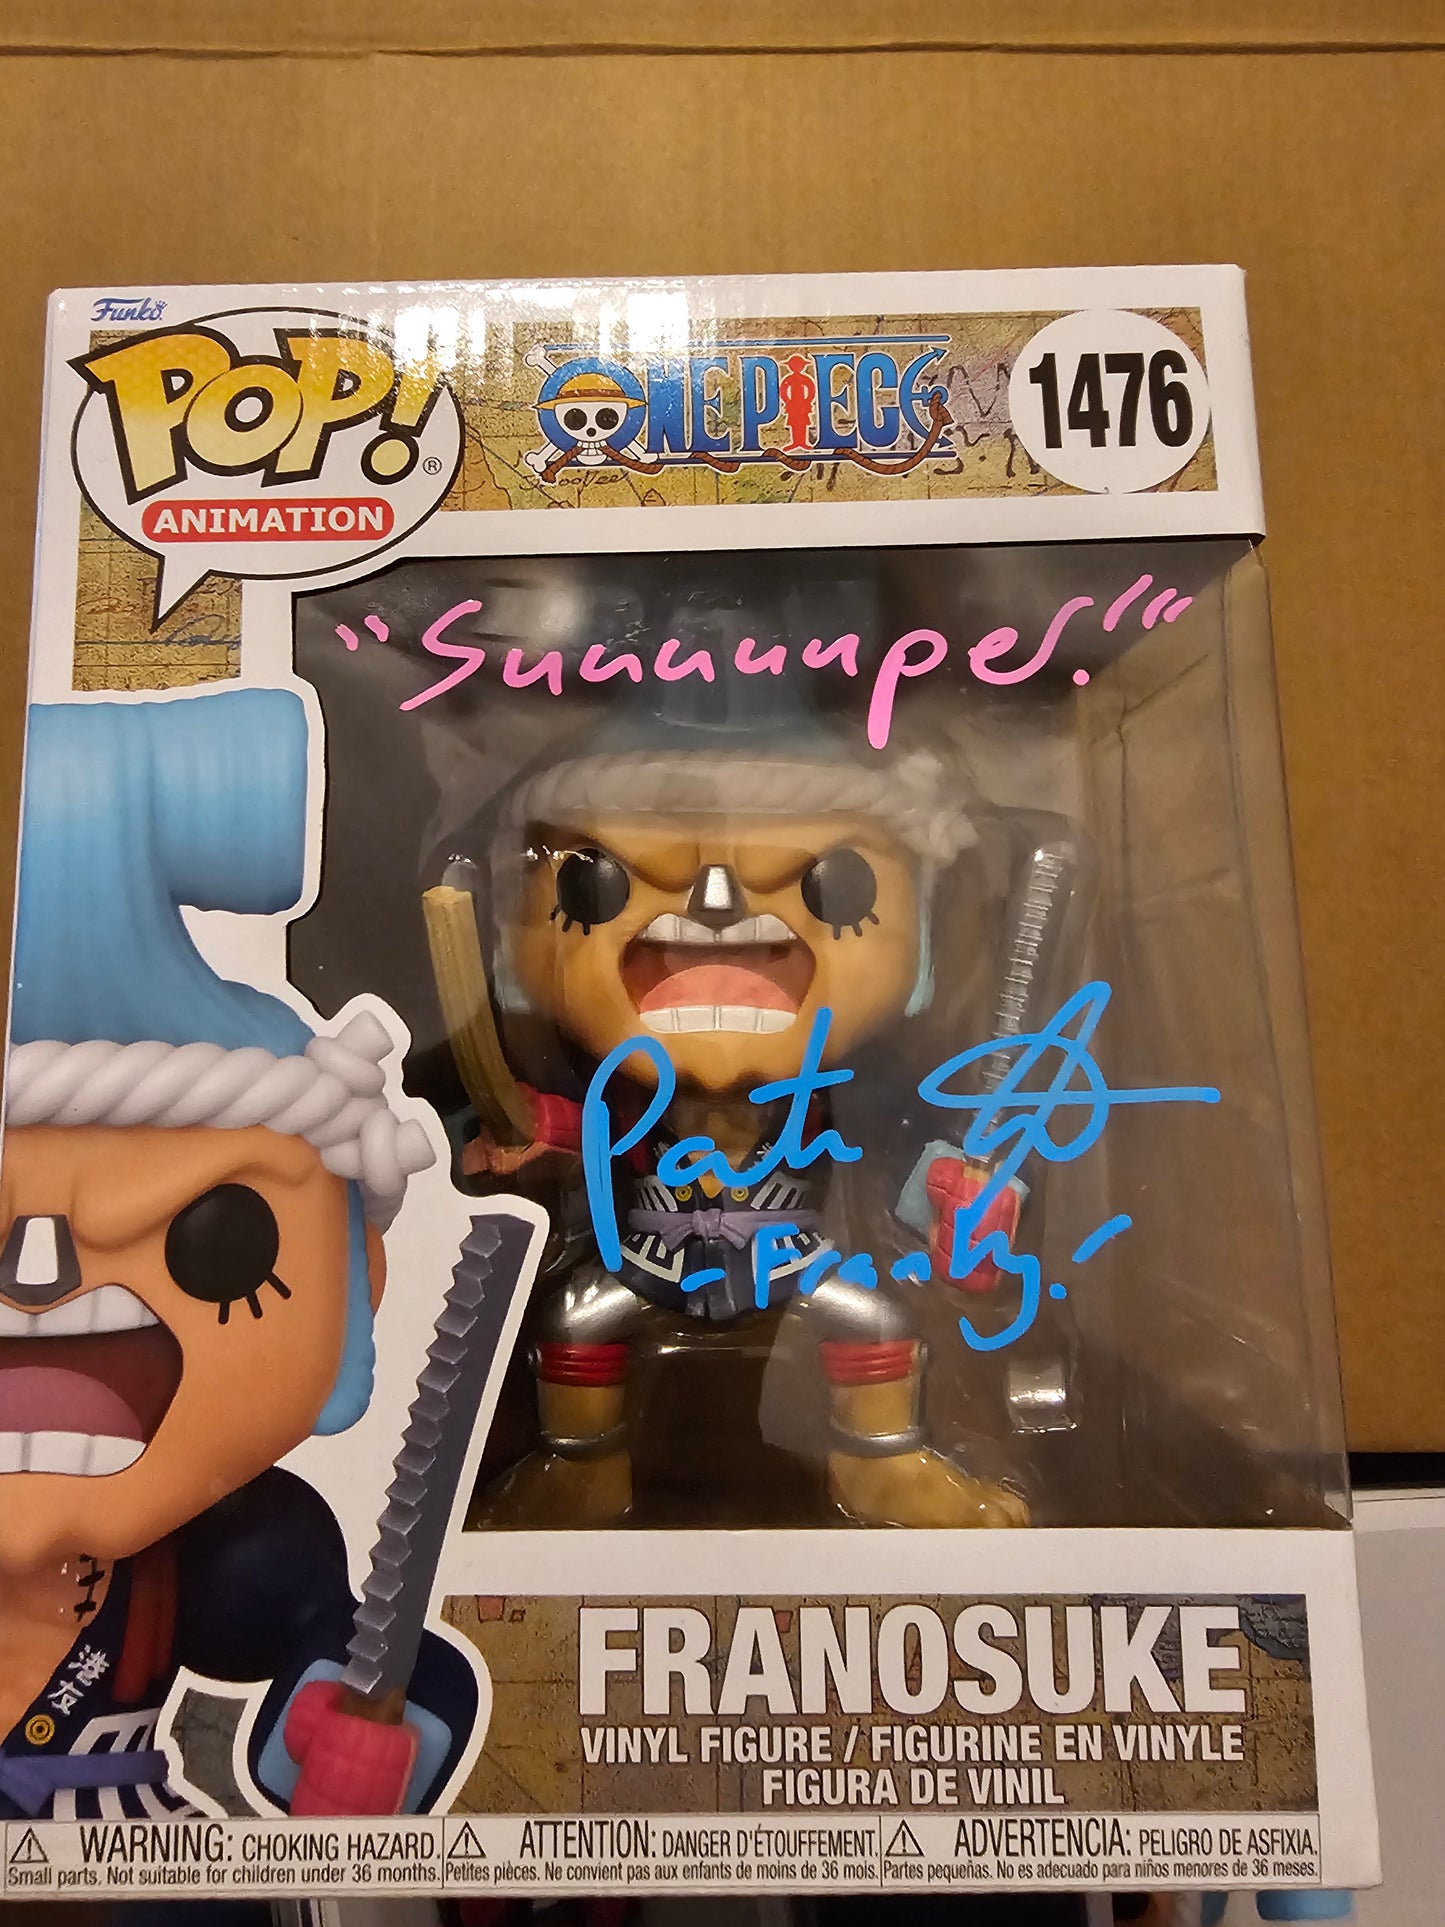 Funko
POP!®
ANIMATION
ONE PIECE
1476
"Suuuuuper!"
Pat
- Franky! -
FRANOSUKE
VINYL FIGURE / FIGURINE EN VINYLE
FIGURA DE VINIL
WARNING: CHOKING HAZARD.
Small parts. Not suitable for children under 36 months.
ATTENTION: DANGER D'ÉTOUFFEMENT.
Petites pièces. Ne convient pas aux enfants de moins de 36 mois.
ADVERTENCIA: PELIGRO DE ASFIXIA.
Partes pequeñas. No es adecuado para niños menores de 36 meses.